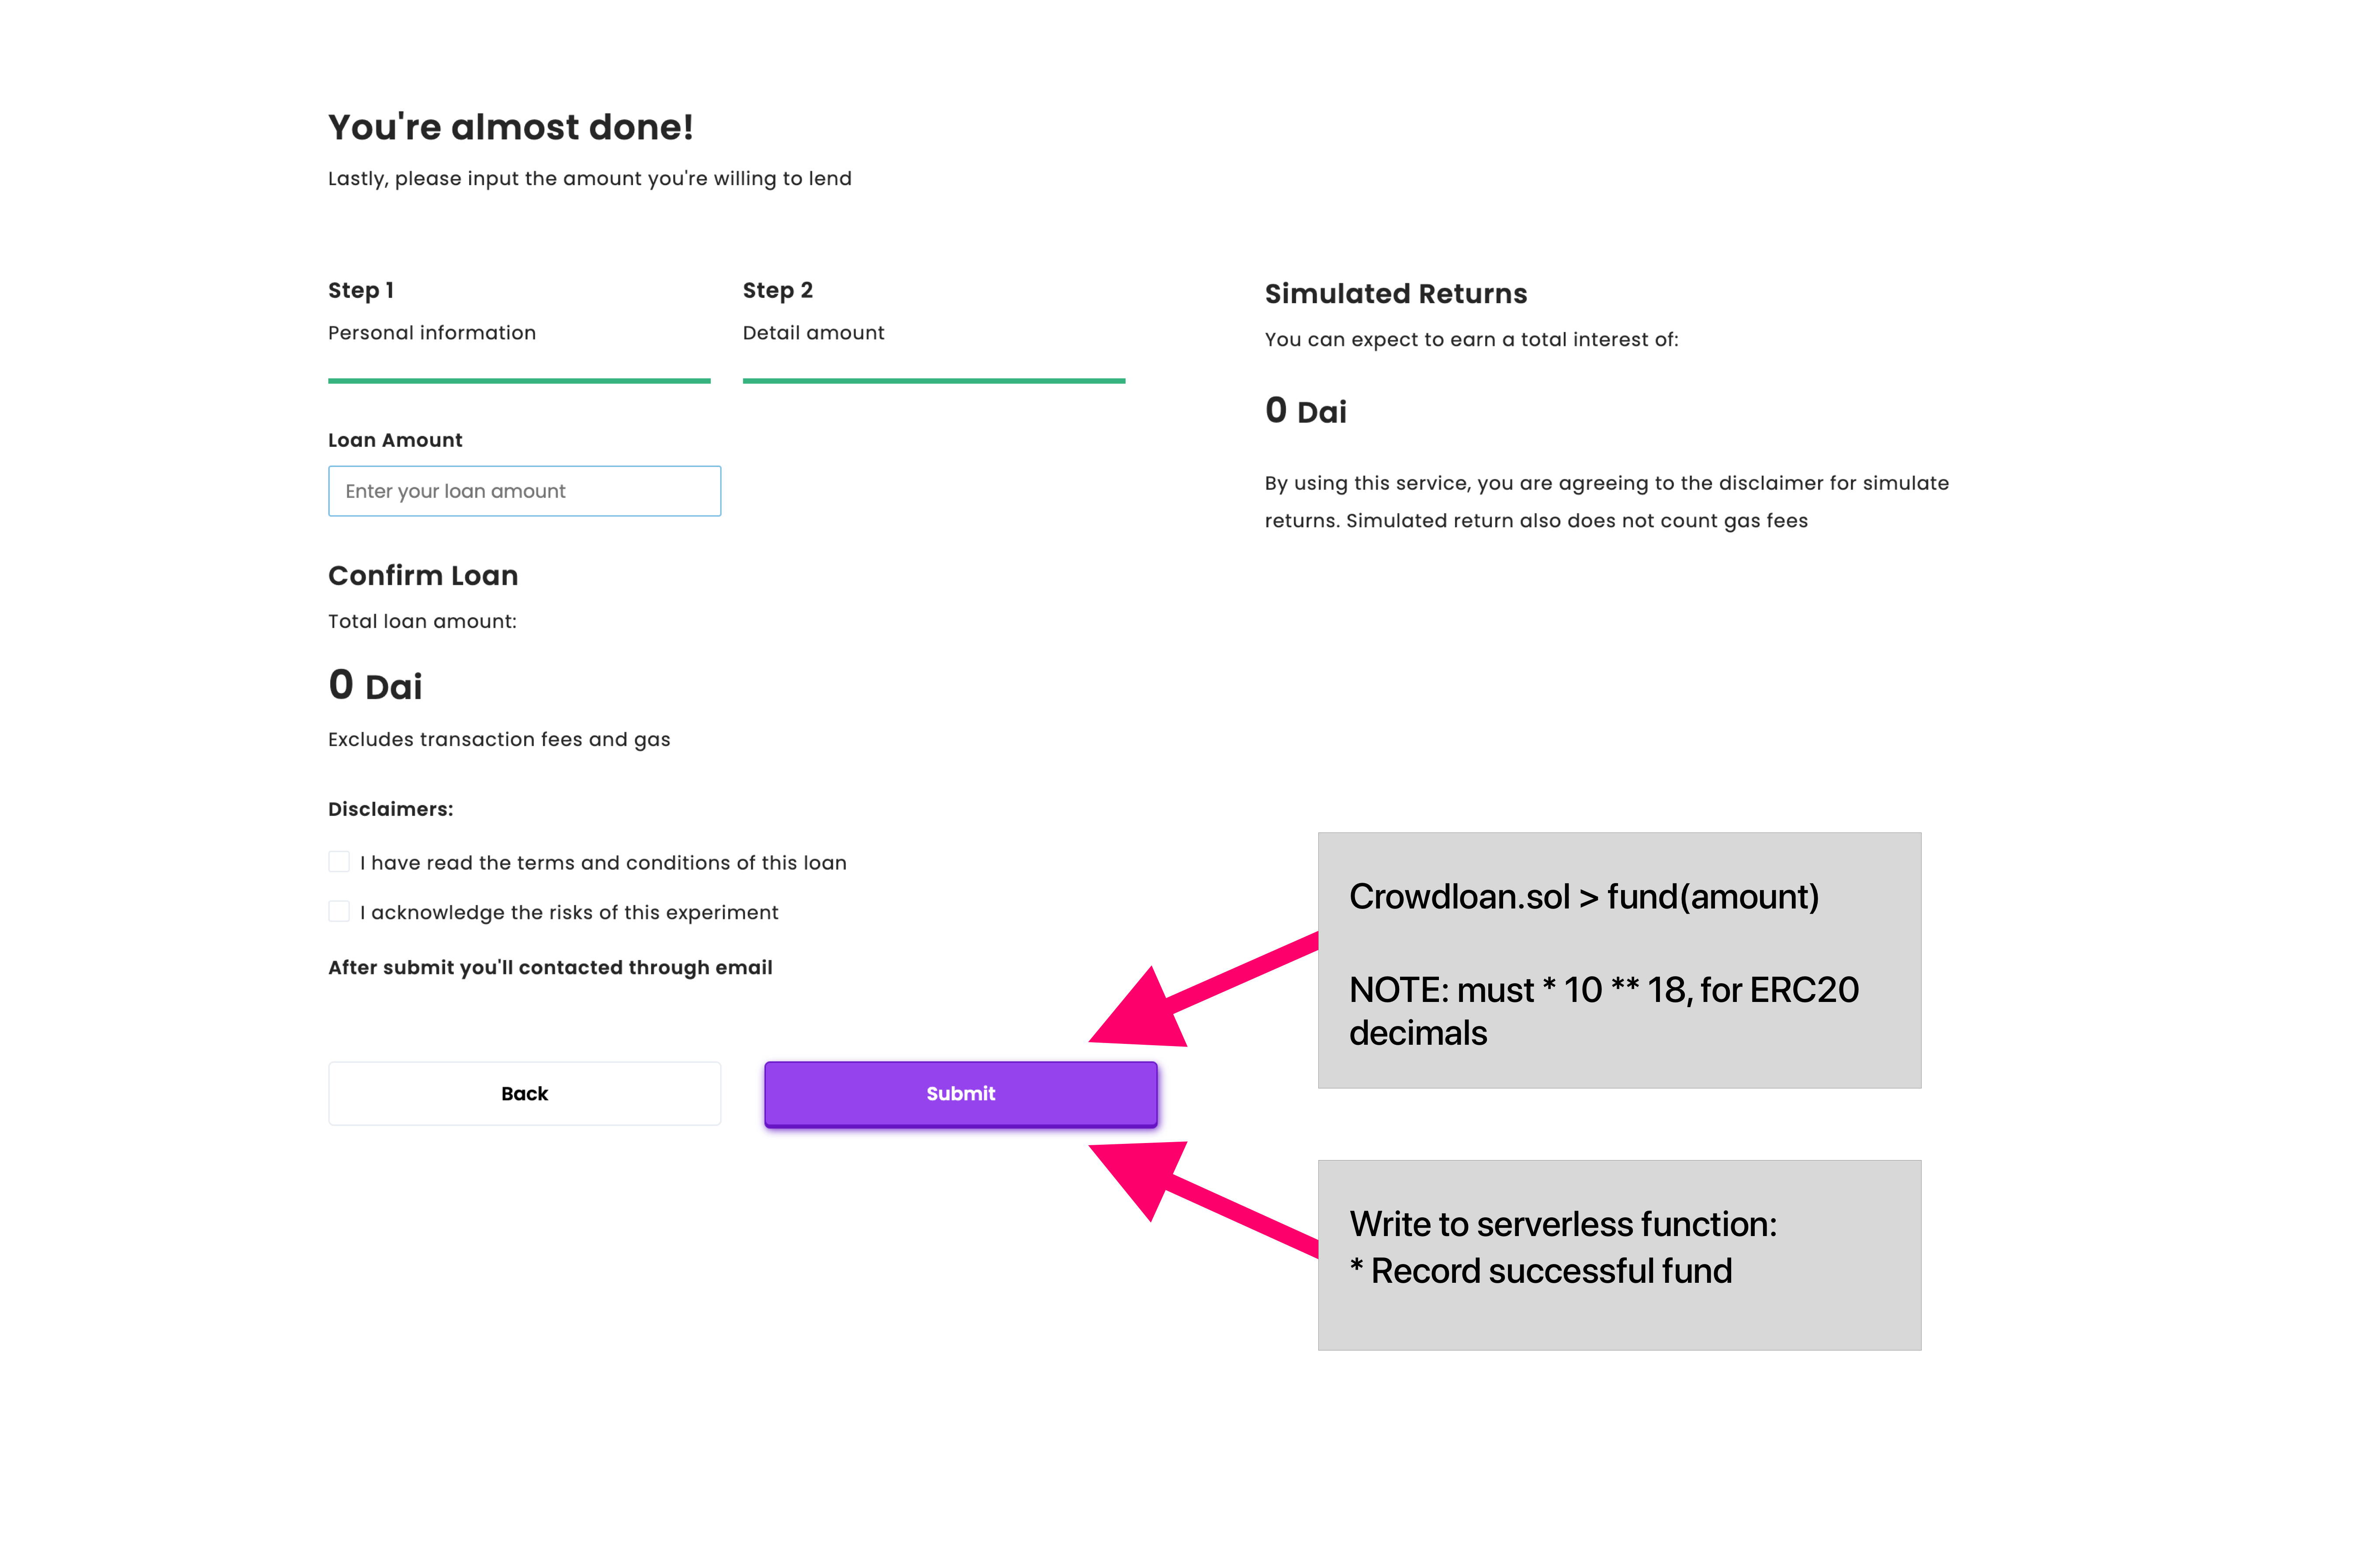 You're almost done!
Lastly, please input the amount you're willing to lend
Step 1
Personal information
Step 2
Detail amount
Loan Amount
Enter your loan amount
Confirm Loan
Total loan amount:
0 Dai
Excludes transaction fees and gas
Disclaimers:
I have read the terms and conditions of this loan
I acknowledge the risks of this experiment
After submit you'll contacted through email
Back
Submit
Simulated Returns
You can expect to earn a total interest of:
0 Dai
By using this service, you are agreeing to the disclaimer for simulate
returns. Simulated return also does not count gas fees
Crowdloan.sol > fund(amount)
NOTE: must * 10 ** 18, for ERC20
decimals
Write to serverless function:
* Record successful fund